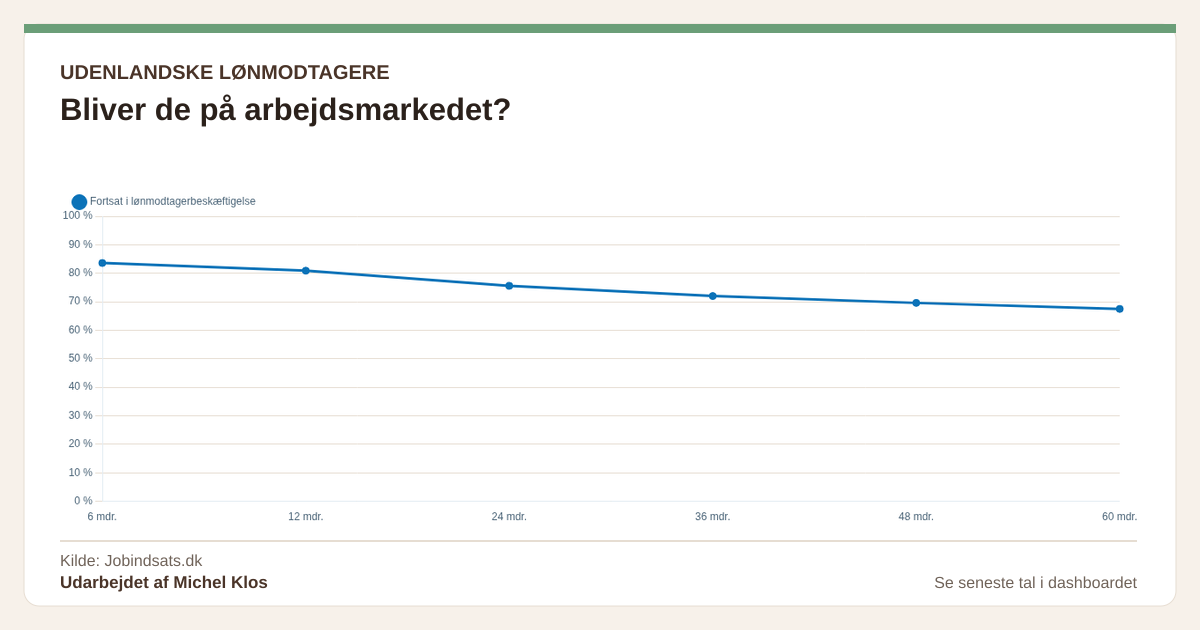 UDENLANDSKE LØNMODTAGERE
Bliver de på arbejdsmarkedet?
Fortsat i lønmodtagerbeskæftigelse
100 %
90 %
80 %
70 %
60 %
50 %
40 %
30 %
20 %
10 %
0 %
6 mdr. 12 mdr. 24 mdr. 36 mdr. 48 mdr. 60 mdr.
Kilde: Jobindsats.dk
Udarbejdet af Michel Klos
Se seneste tal i dashboardet